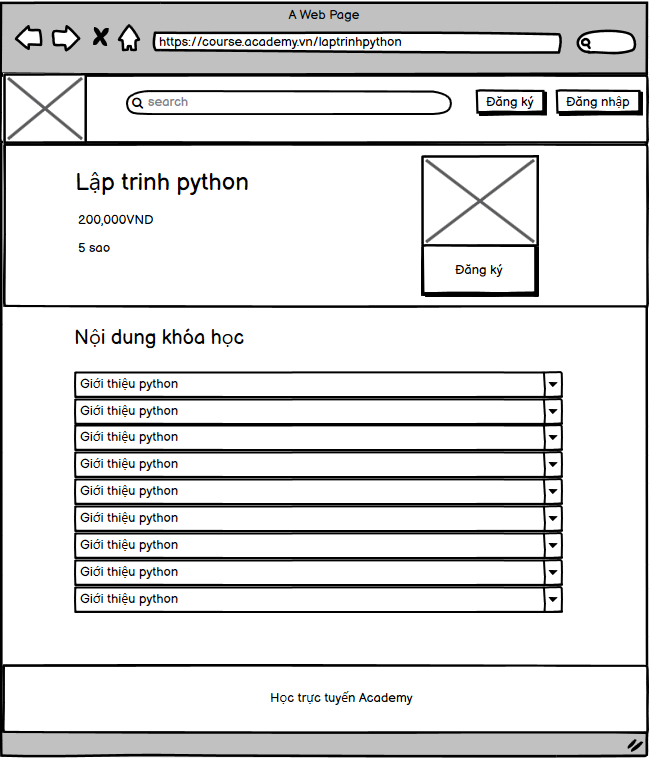 A Web Page
https://course.academy.vn/laptrinhpython
search
Đăng ký
Đăng nhập
Lập trinh python
200,000VND
5 sao
Đăng ký
Nội dung khóa học
Giới thiệu python
Giới thiệu python
Giới thiệu python
Giới thiệu python
Giới thiệu python
Giới thiệu python
Giới thiệu python
Giới thiệu python
Giới thiệu python
Học trực tuyến Academy